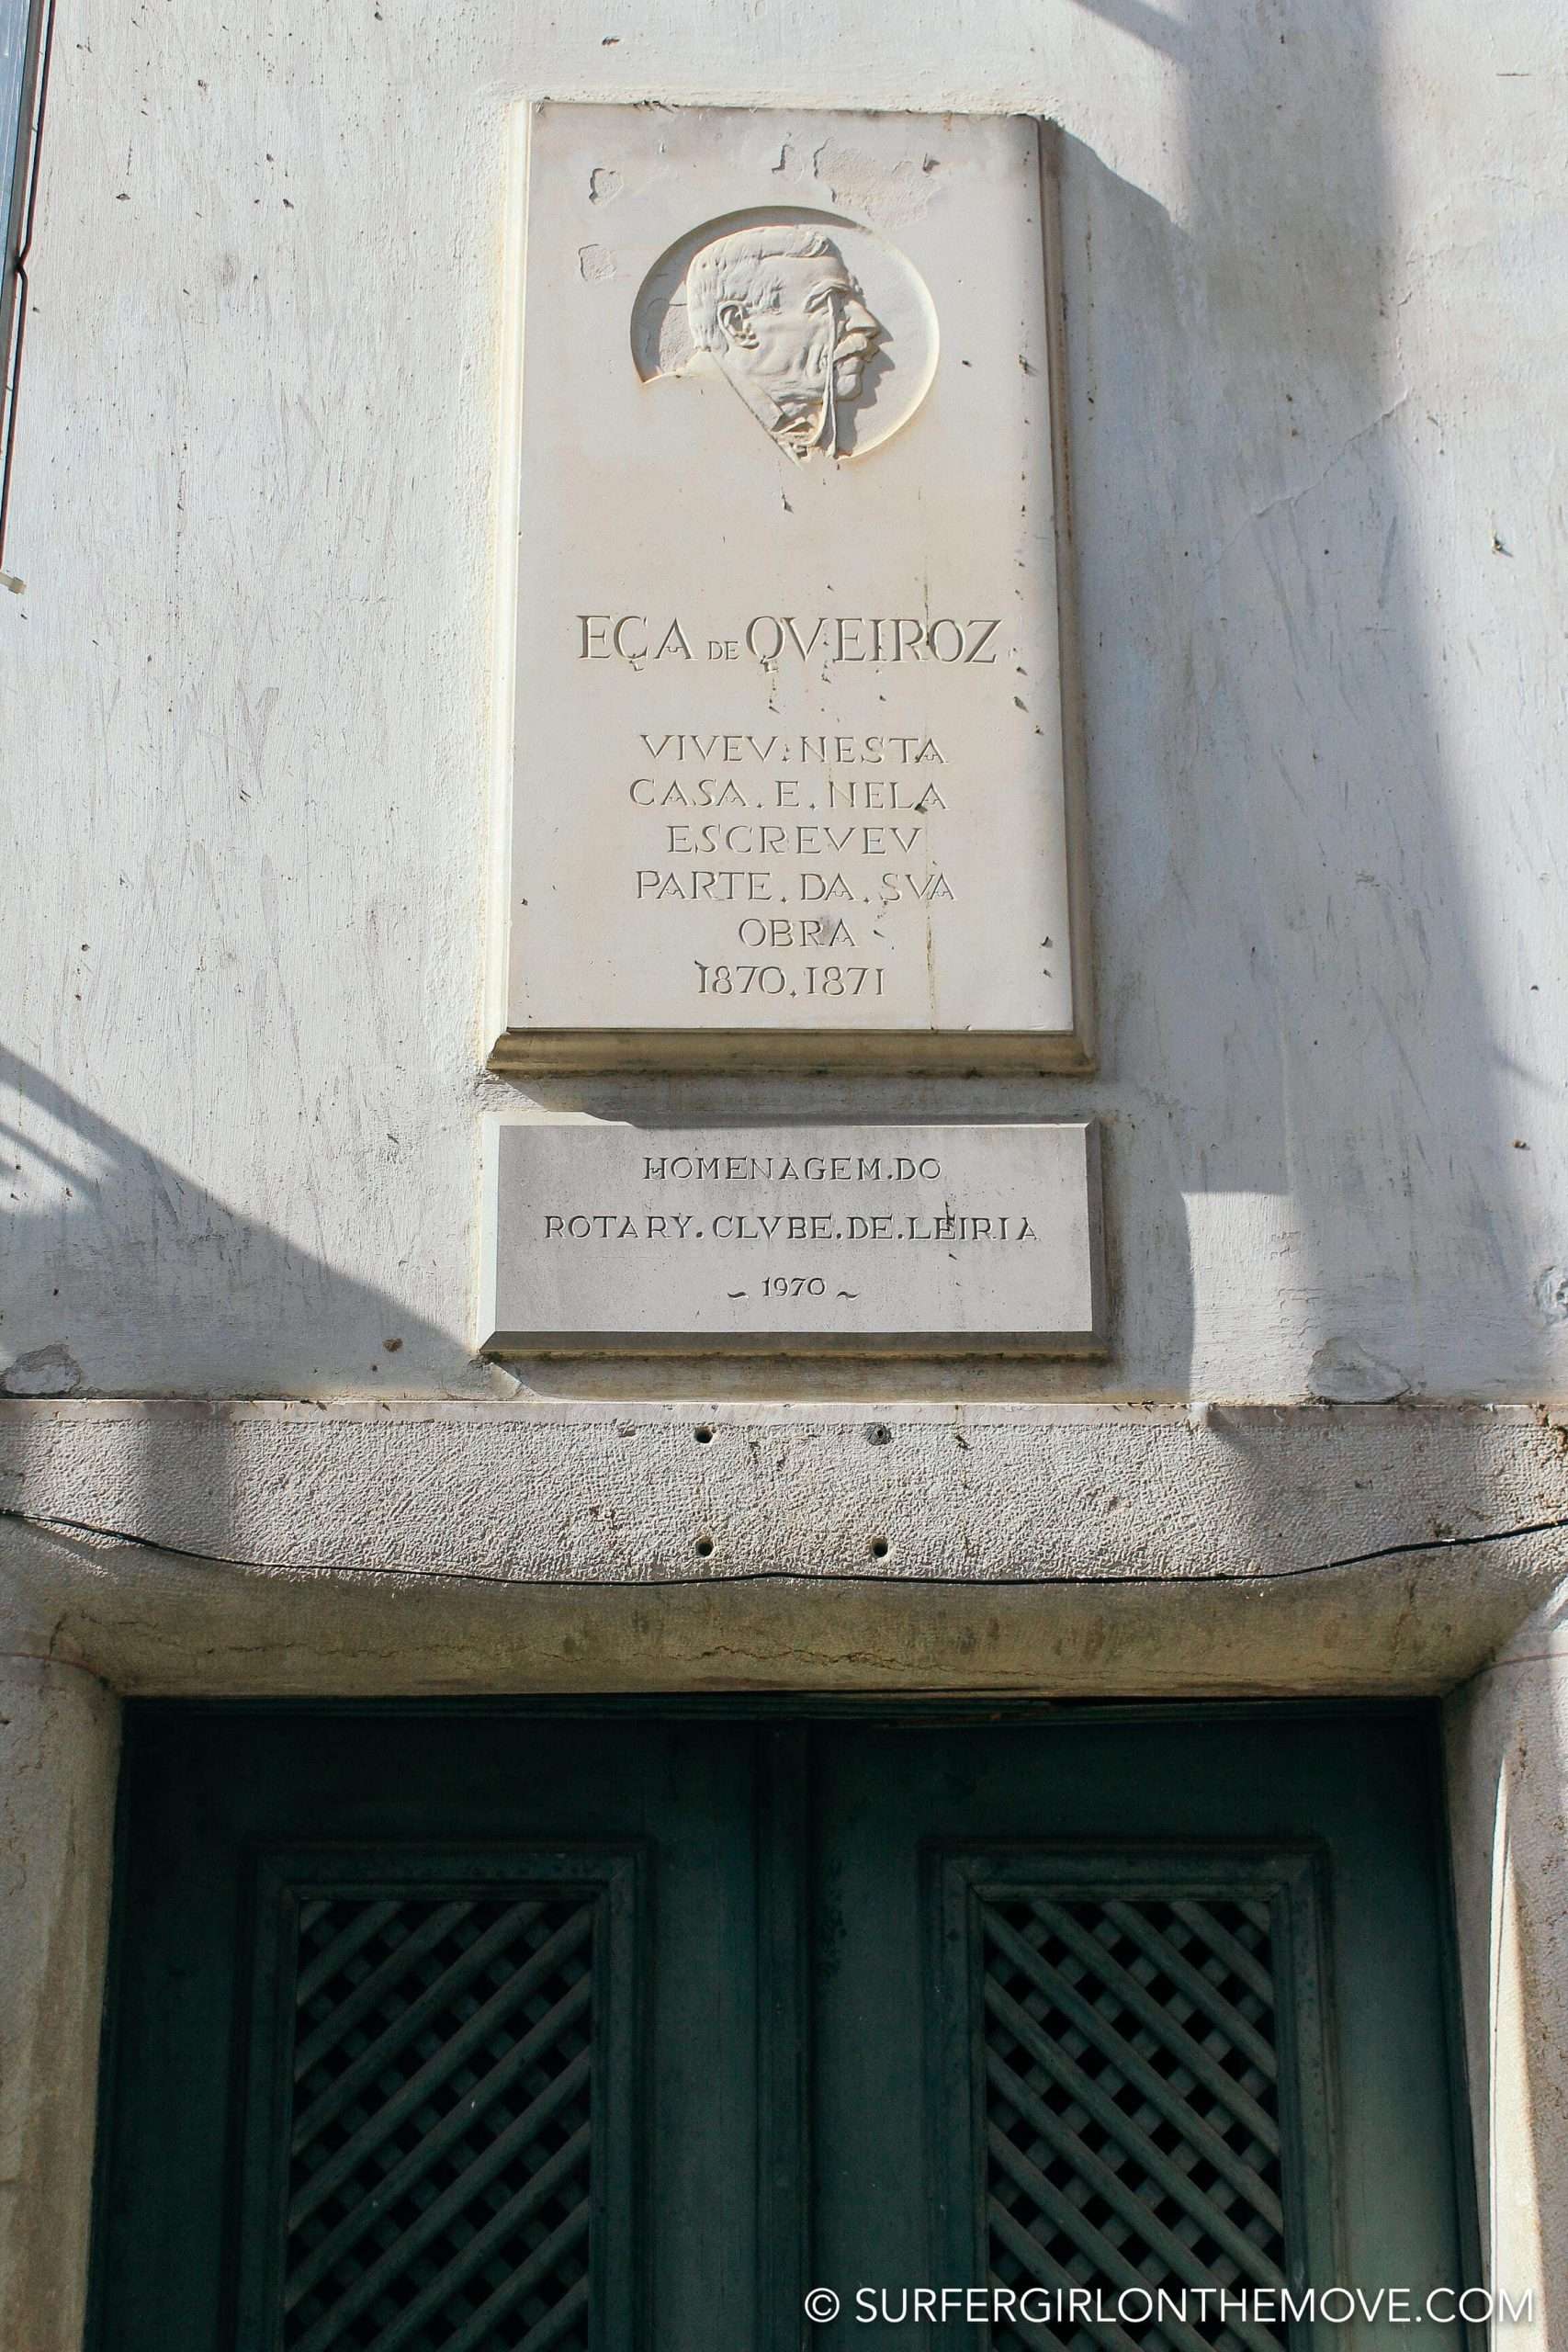 EÇA DE QVEIROZ
VIVEV.NESTA
CASA.E.NELA
ESCREVEV
PARTE.DA.SVA
OBRA
1870.1871
HOMENAGEM.DO
ROTARY.CLVBE.DE.LEIRIA
~ 1970 ~
© SURFERGIRLONTHEMOVE.COM